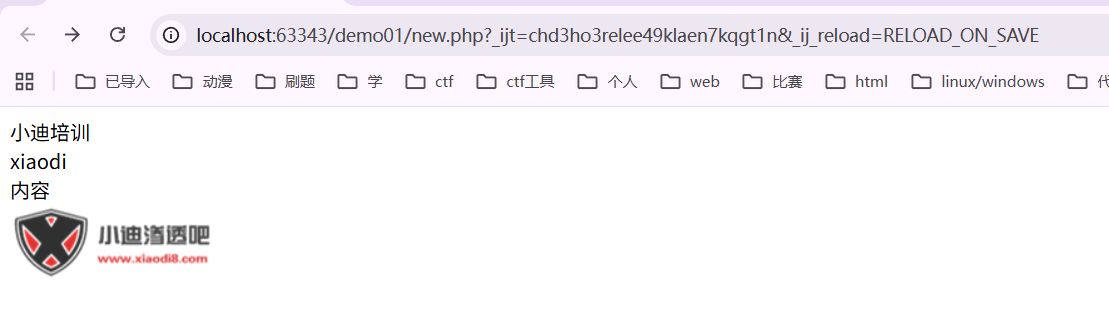 localhost:63343/demo01/new.php?_ijt=chd3ho3relee49klaen7kqgt1n&_ij_reload=RELOAD_ON_SAVE
已导入 动漫 刷题 学 ctf ctf工具 个人 web 比赛 html linux/windows 代
小迪培训
xiaodi
内容
小迪渗透吧
www.xiaodi8.com